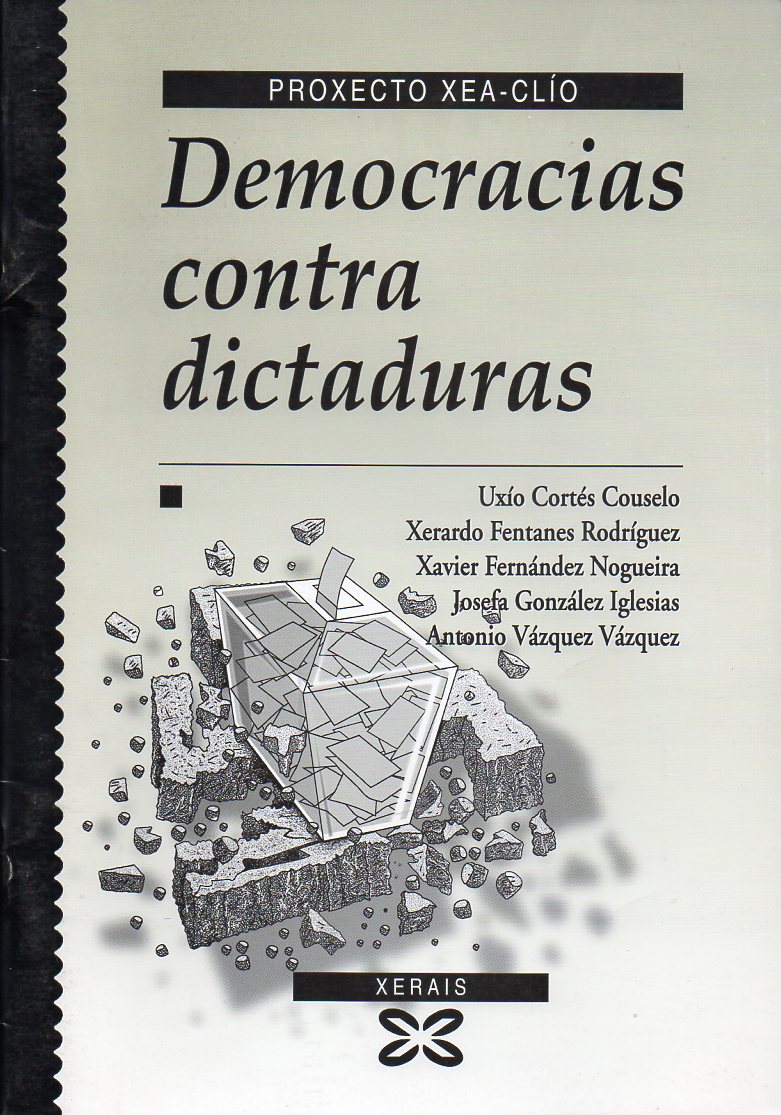 PROXECTO XEA-CLÍO
Democracias
contra
dictaduras
Uxío Cortés Couselo
Xerardo Fentanes Rodríguez
Xavier Fernández Nogueira
Josefa González Iglesias
Antonio Vázquez Vázquez
XERAIS